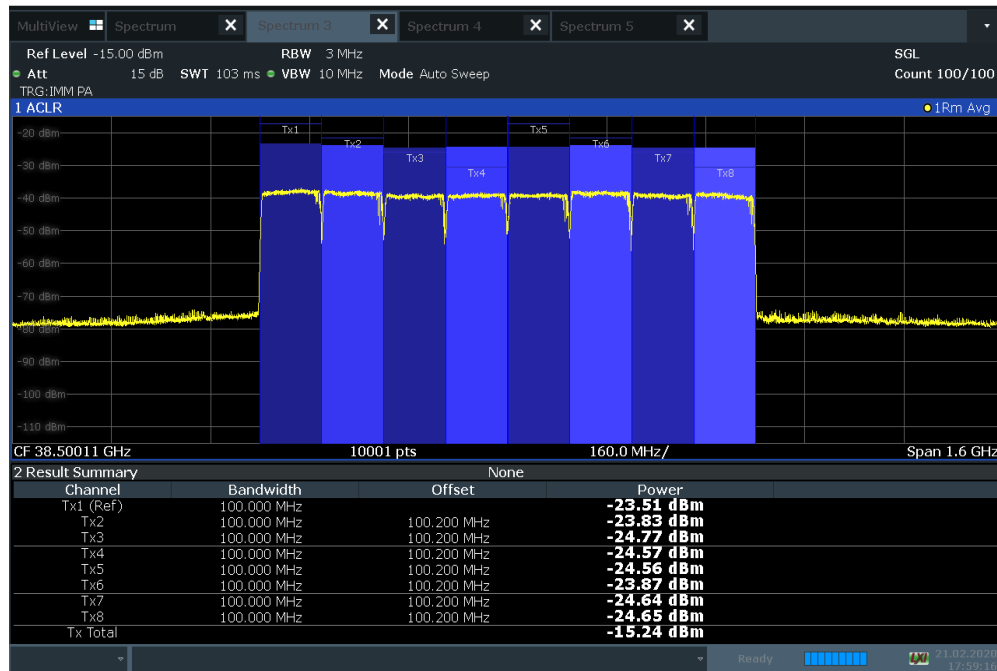 MultiView Spectrum X Spectrum 3 X Spectrum 4 X Spectrum 5 X
Ref Level -15.00 dBm RBW 3 MHz SGL
Att 15 dB SWT 103 ms VBW 10 MHz Mode Auto Sweep Count 100/100
TRG:IMM PA
1 ACLR 1Rm Avg
-20 dBm
Tx1 Tx5
Tx2 Tx6
Tx3 Tx7
-30 dBm
Tx4 Tx8
-40 dBm
-50 dBm
-60 dBm
-70 dBm
-80 dBm
-90 dBm
-100 dBm
-110 dBm
CF 38.50011 GHz 10001 pts 160.0 MHz/ Span 1.6 GHz
2 Result Summary None
Channel Bandwidth Offset Power
Tx1 (Ref) 100.000 MHz -23.51 dBm
Tx2 100.000 MHz 100.200 MHz -23.83 dBm
Tx3 100.000 MHz 100.200 MHz -24.77 dBm
Tx4 100.000 MHz 100.200 MHz -24.57 dBm
Tx5 100.000 MHz 100.200 MHz -24.56 dBm
Tx6 100.000 MHz 100.200 MHz -23.87 dBm
Tx7 100.000 MHz 100.200 MHz -24.64 dBm
Tx8 100.000 MHz 100.200 MHz -24.65 dBm
Tx Total -15.24 dBm
Ready 21.02.2020
17:59:16